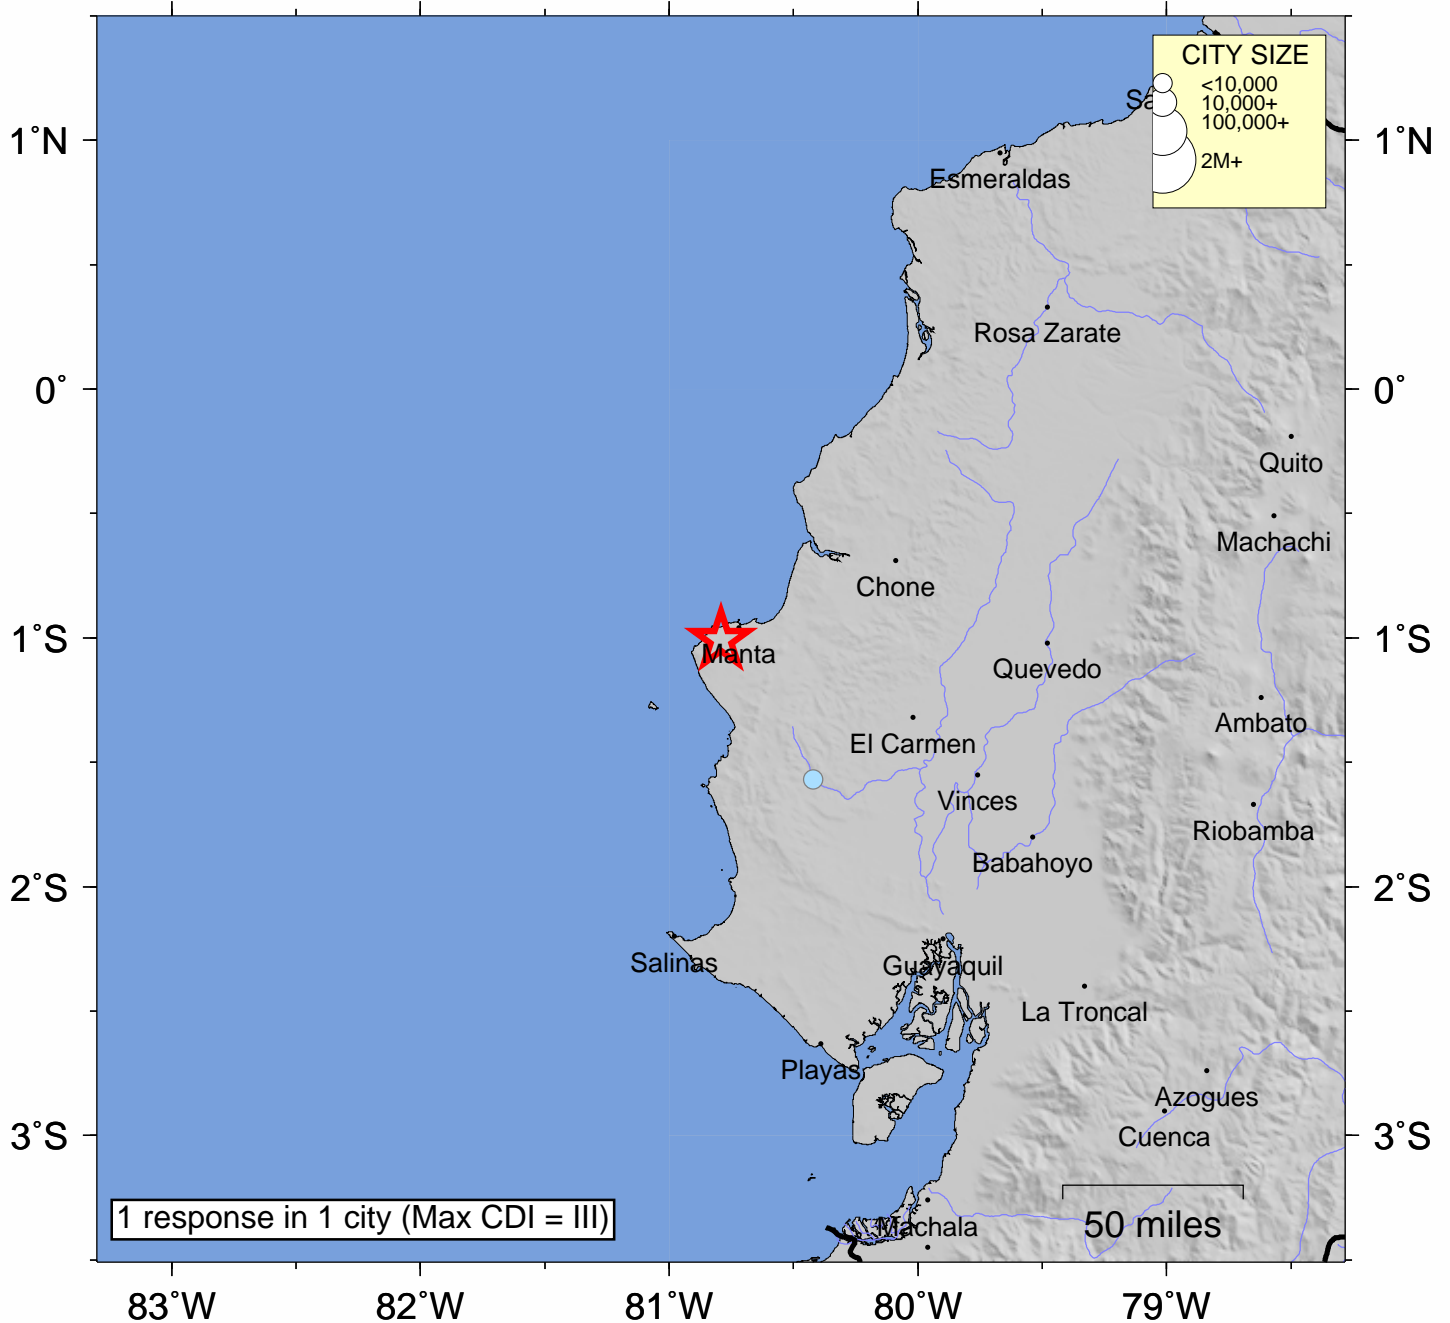 CITY SIZE
<10,000
10,000+
100,000+
2M+
Sa
1˚N
1˚N
Esmeraldas
Rosa Zarate
0˚
0˚
Quito
Machachi
Chone
1˚S
1˚S
Manta
Quevedo
Ambato
El Carmen
Vinces
Riobamba
Babahoyo
2˚S
2˚S
Salinas
Guayaquil
La Troncal
Playas
Azogues
Cuenca
3˚S
3˚S
1 response in 1 city (Max CDI = III)
Machala
50 miles
83˚W
82˚W
81˚W
80˚W
79˚W